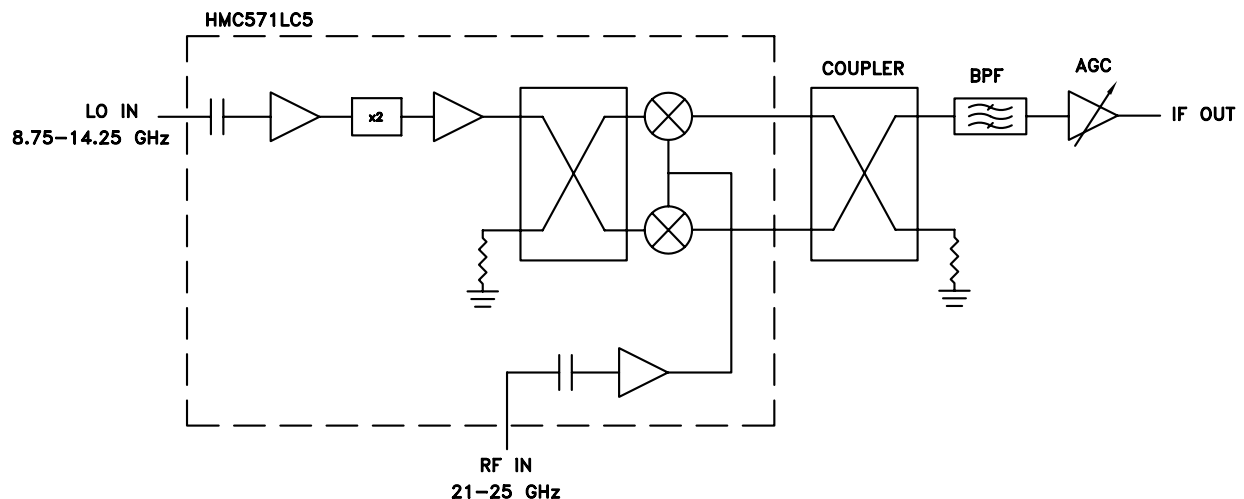 HMC571LC5
LO IN
8.75–14.25 GHz
x2
COUPLER
BPF
AGC
IF OUT
RF IN
21–25 GHz